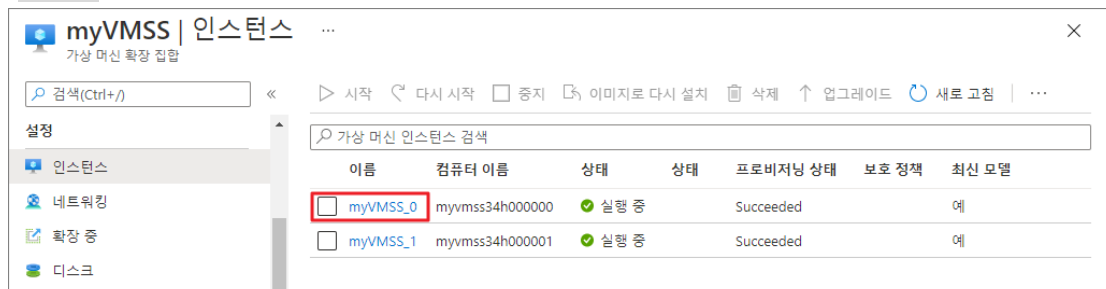 myVMSS | 인스턴스 ...
가상 머신 확장 집합
검색(Ctrl+/)
«
시작 다시 시작 중지 이미지로 다시 설치 삭제 업그레이드 새로 고침 ...
설정
인스턴스
네트워킹
확장 중
디스크
가상 머신 인스턴스 검색
이름 컴퓨터 이름 상태 상태 프로비저닝 상태 보호 정책 최신 모델
myVMSS_0 myvmss34h000000 실행 중 Succeeded 예
myVMSS_1 myvmss34h000001 실행 중 Succeeded 예